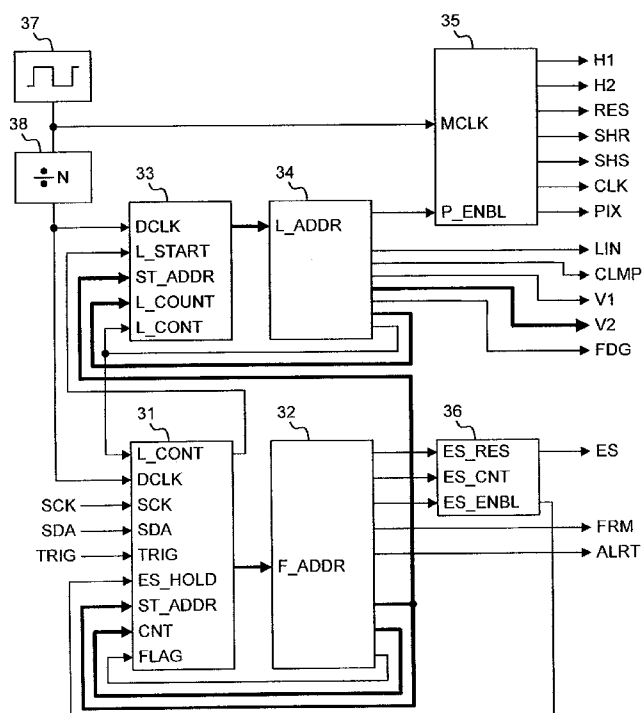 37
35
H1
H2
RES
SHR
SHS
CLK
PIX
MCLK
P_ENBL
38
÷N
33
34
DCLK
L_START
ST_ADDR
L_COUNT
L_CONT
L_ADDR
LIN
CLMP
V1
V2
FDG
31
32
36
L_CONT
DCLK
SCK
SDA
TRIG
ES_HOLD
ST_ADDR
CNT
FLAG
SCK
SDA
TRIG
F_ADDR
ES_RES
ES_CNT
ES_ENBL
ES
FRM
ALRT